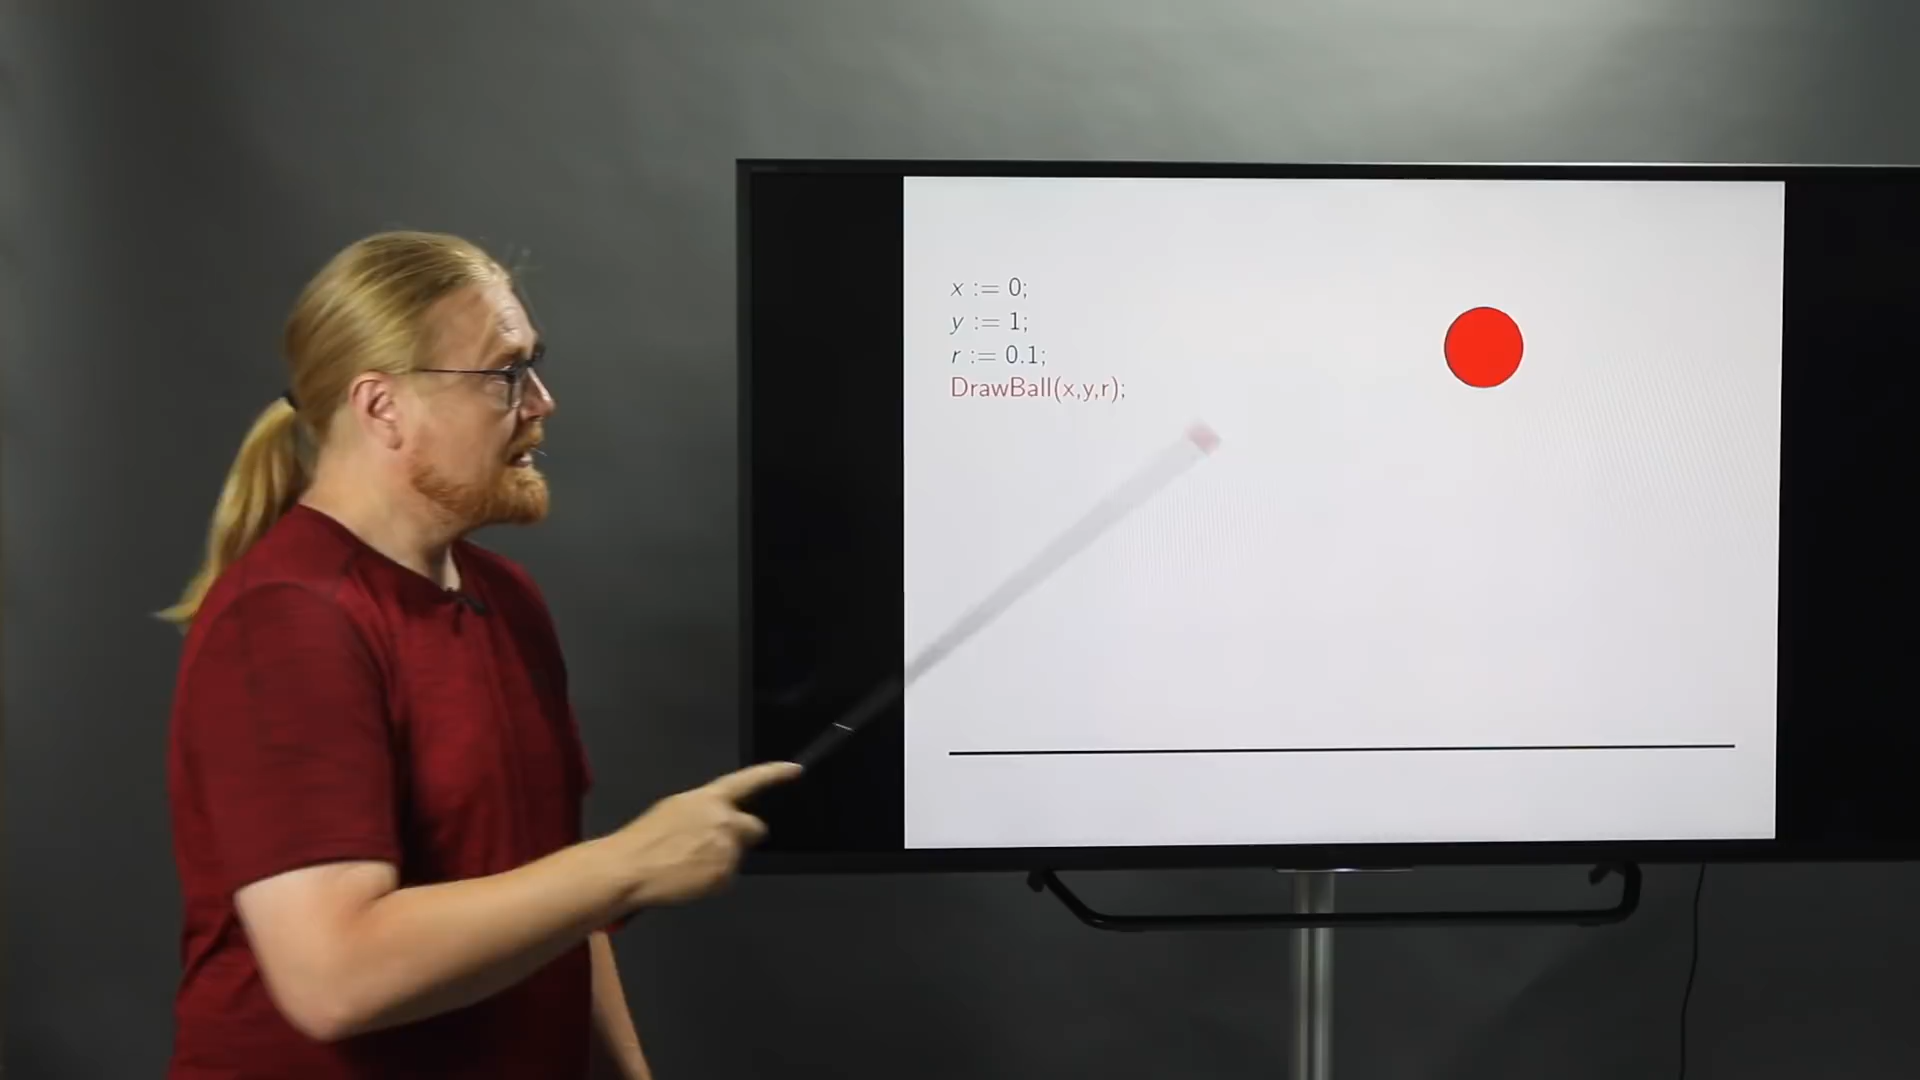 x := 0;
y := 1;
r := 0.1;
DrawBall(x,y,r);